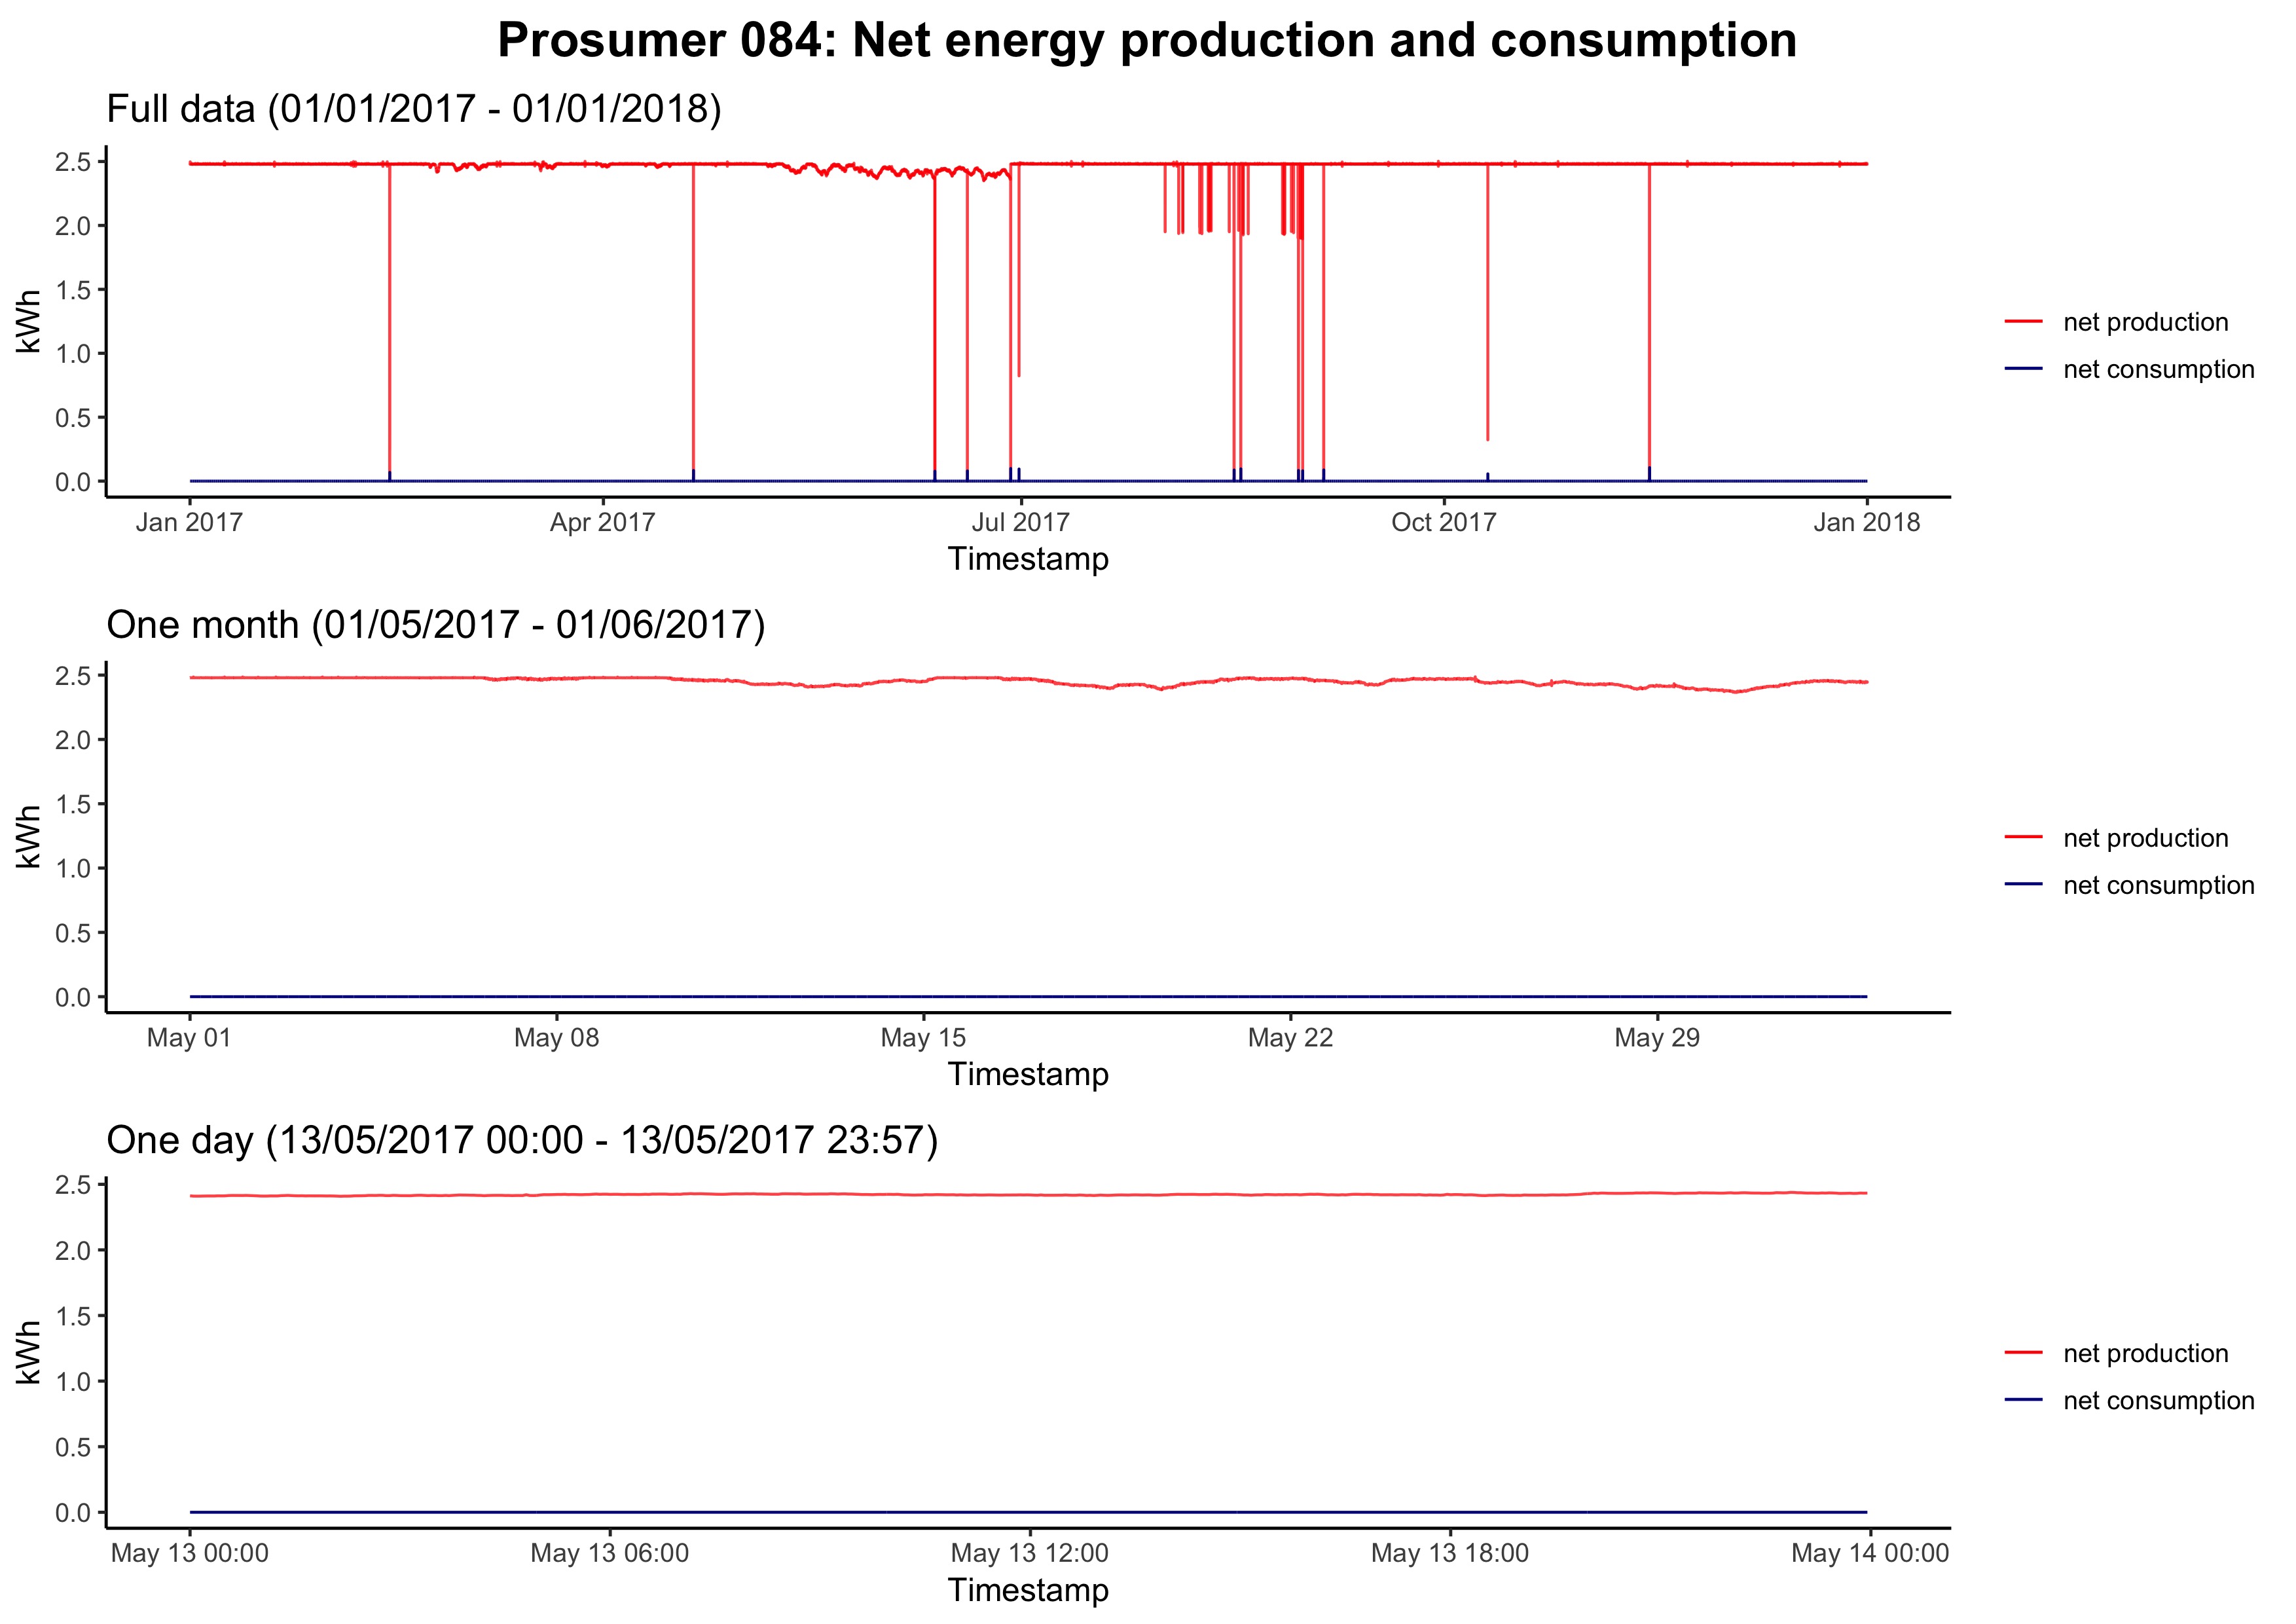 Prosumer 084: Net energy production and consumption
Full data (01/01/2017 - 01/01/2018)
kWh
2.5
2.0
1.5
1.0
0.5
0.0
Jan 2017 Apr 2017 Jul 2017 Oct 2017 Jan 2018
Timestamp
net production
net consumption
One month (01/05/2017 - 01/06/2017)
kWh
2.5
2.0
1.5
1.0
0.5
0.0
May 01 May 08 May 15 May 22 May 29
Timestamp
net production
net consumption
One day (13/05/2017 00:00 - 13/05/2017 23:57)
kWh
2.5
2.0
1.5
1.0
0.5
0.0
May 13 00:00 May 13 06:00 May 13 12:00 May 13 18:00 May 14 00:00
Timestamp
net production
net consumption